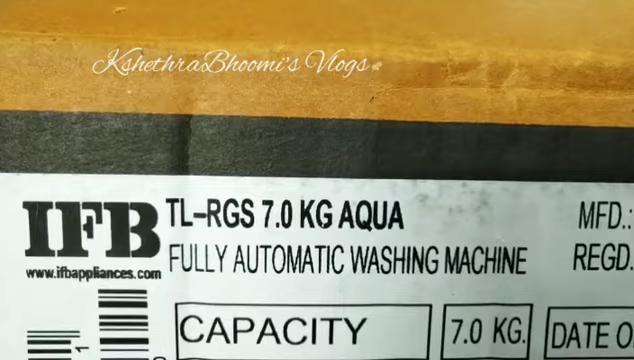 KshethraBhoomi's Vlogs
IFB TL-RGS 7.0 KG AQUA MFD.:
www.ifbappliances.com FULLY AUTOMATIC WASHING MACHINE REGD.
CAPACITY 7.0 KG. DATE O
1